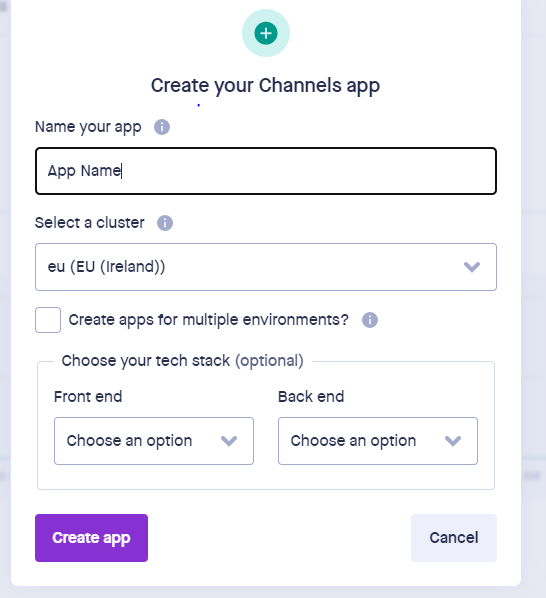 Create your Channels app
Name your app
App Name
Select a cluster
eu (EU (Ireland))
Create apps for multiple environments?
Choose your tech stack (optional)
Front end Back end
Choose an option Choose an option
Create app Cancel